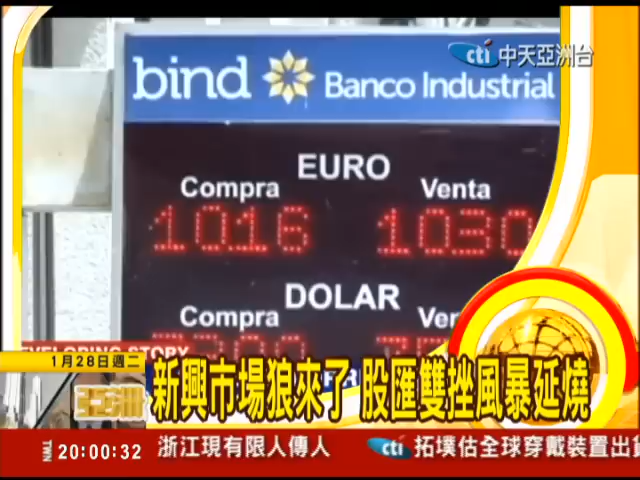 cti 中天亞洲台
bind Banco Industrial
EURO
Compra Venta
1016 1030
DOLAR
Compra
DEVELOPING STORY
1月28日週二
亞洲
新興市場狼來了 股匯雙挫風暴延燒
TWN 20:00:32 浙江現有限人傳人 cti 拓墣估全球穿戴裝置出貨